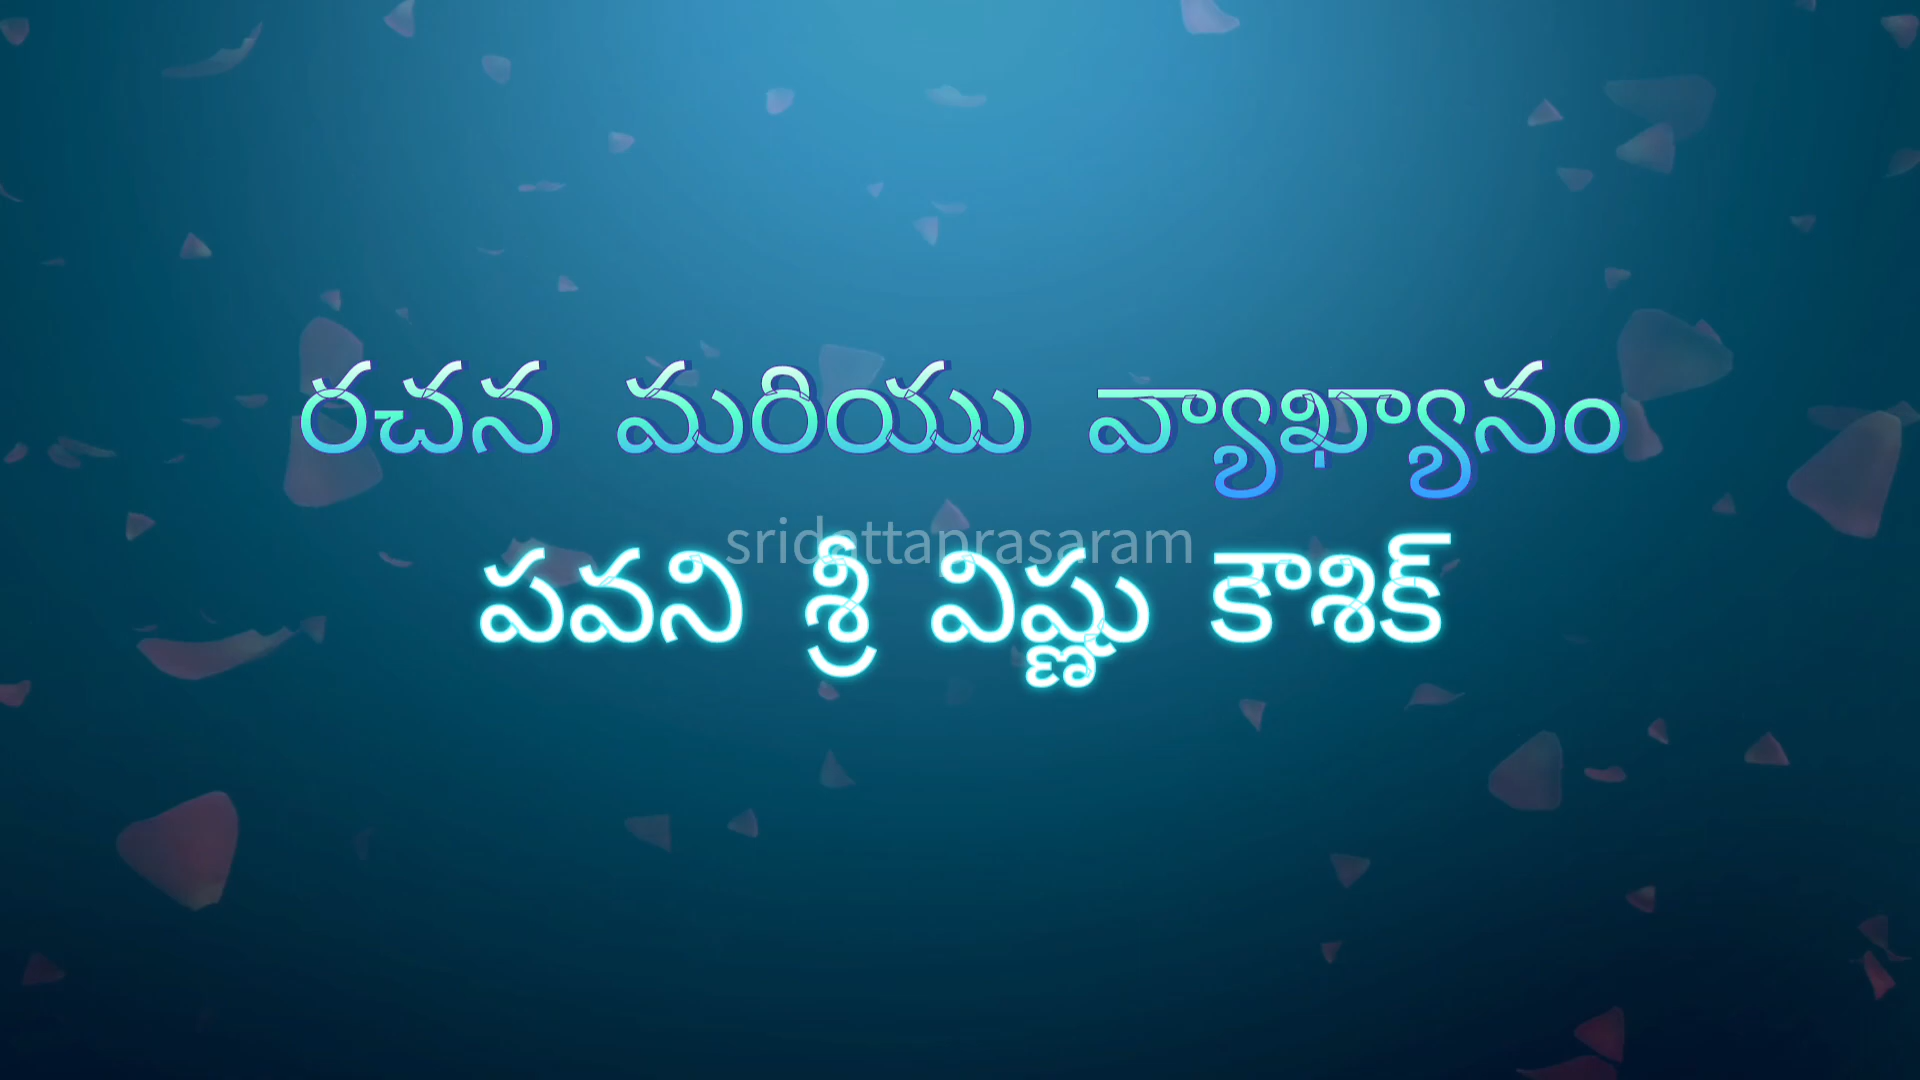 రచన మరియు వ్యాఖ్యానం
sridattaprasaram
పవని శ్రీ విష్ణు కౌశిక్